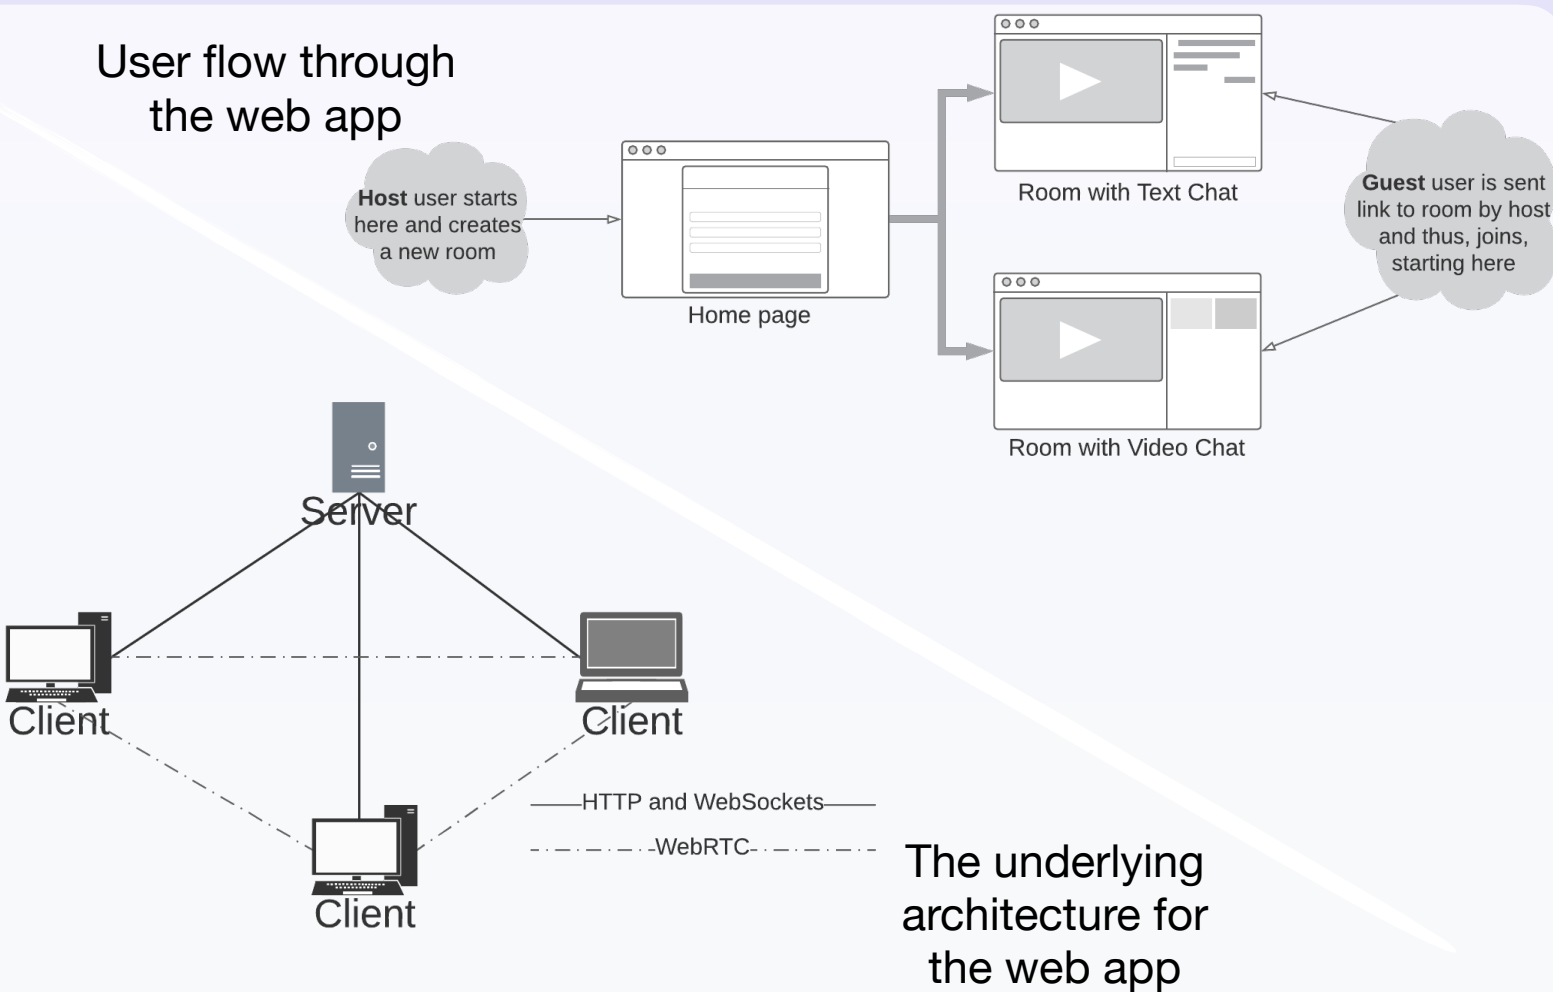 User flow through
the web app
Host user starts
here and creates
a new room
Home page
Room with Text Chat
Guest user is sent
link to room by host
and thus, joins,
starting here
Room with Video Chat
Server
Client
Client
Client
HTTP and WebSockets
WebRTC
The underlying
architecture for
the web app